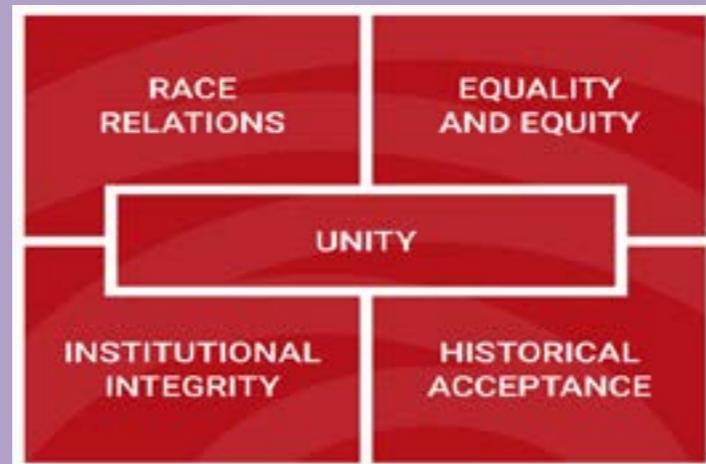 RACE
RELATIONS
EQUALITY
AND EQUITY
UNITY
INSTITUTIONAL
INTEGRITY
HISTORICAL
ACCEPTANCE